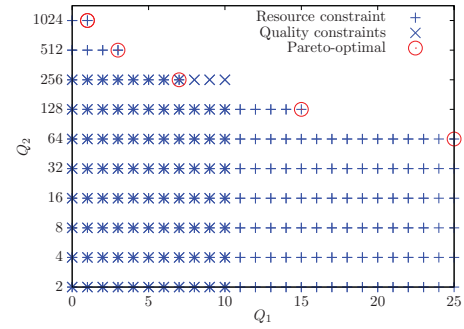 1024
Resource constraint
512
Quality constraints
Pareto-optimal
256
128
Q2
64
32
16
8
4
2
0 5 10 15 20 25
Q1